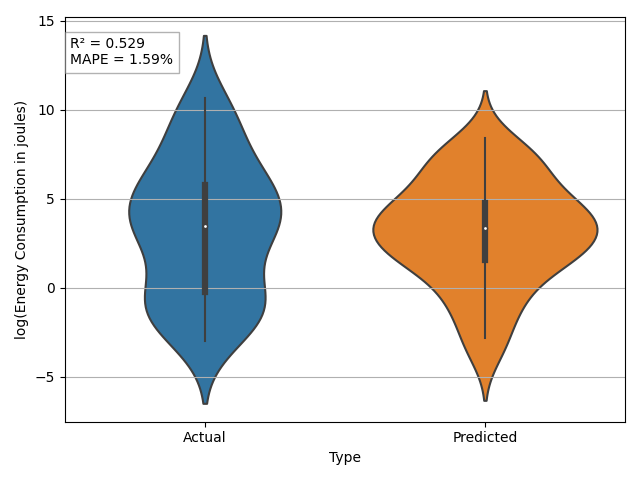 R² = 0.529
MAPE = 1.59%
15
10
5
0
−5
log(Energy Consumption in joules)
Actual
Predicted
Type